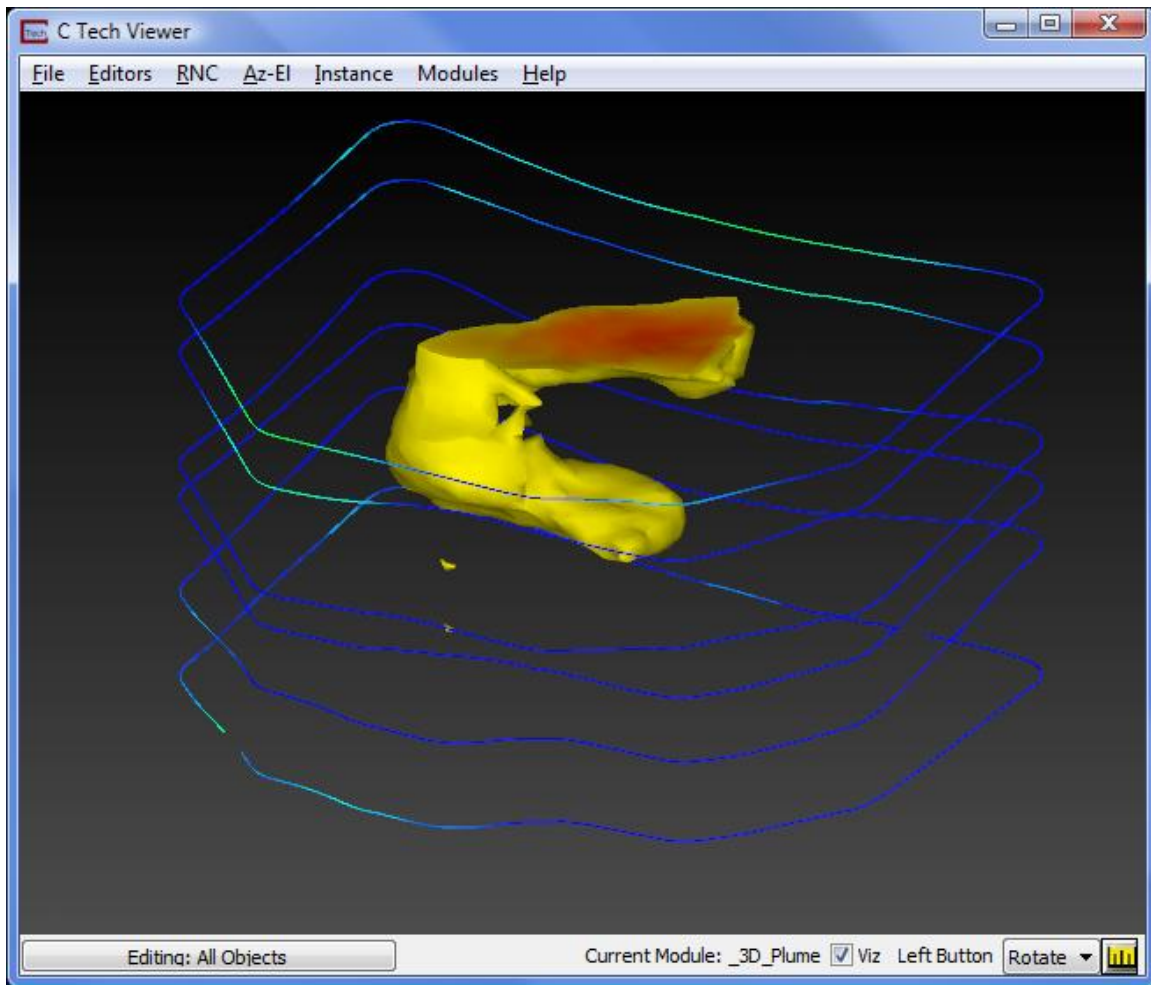 Tech C Tech Viewer
File Editors RNC Az-El Instance Modules Help
Editing: All Objects Current Module: _3D_Plume Viz Left Button Rotate